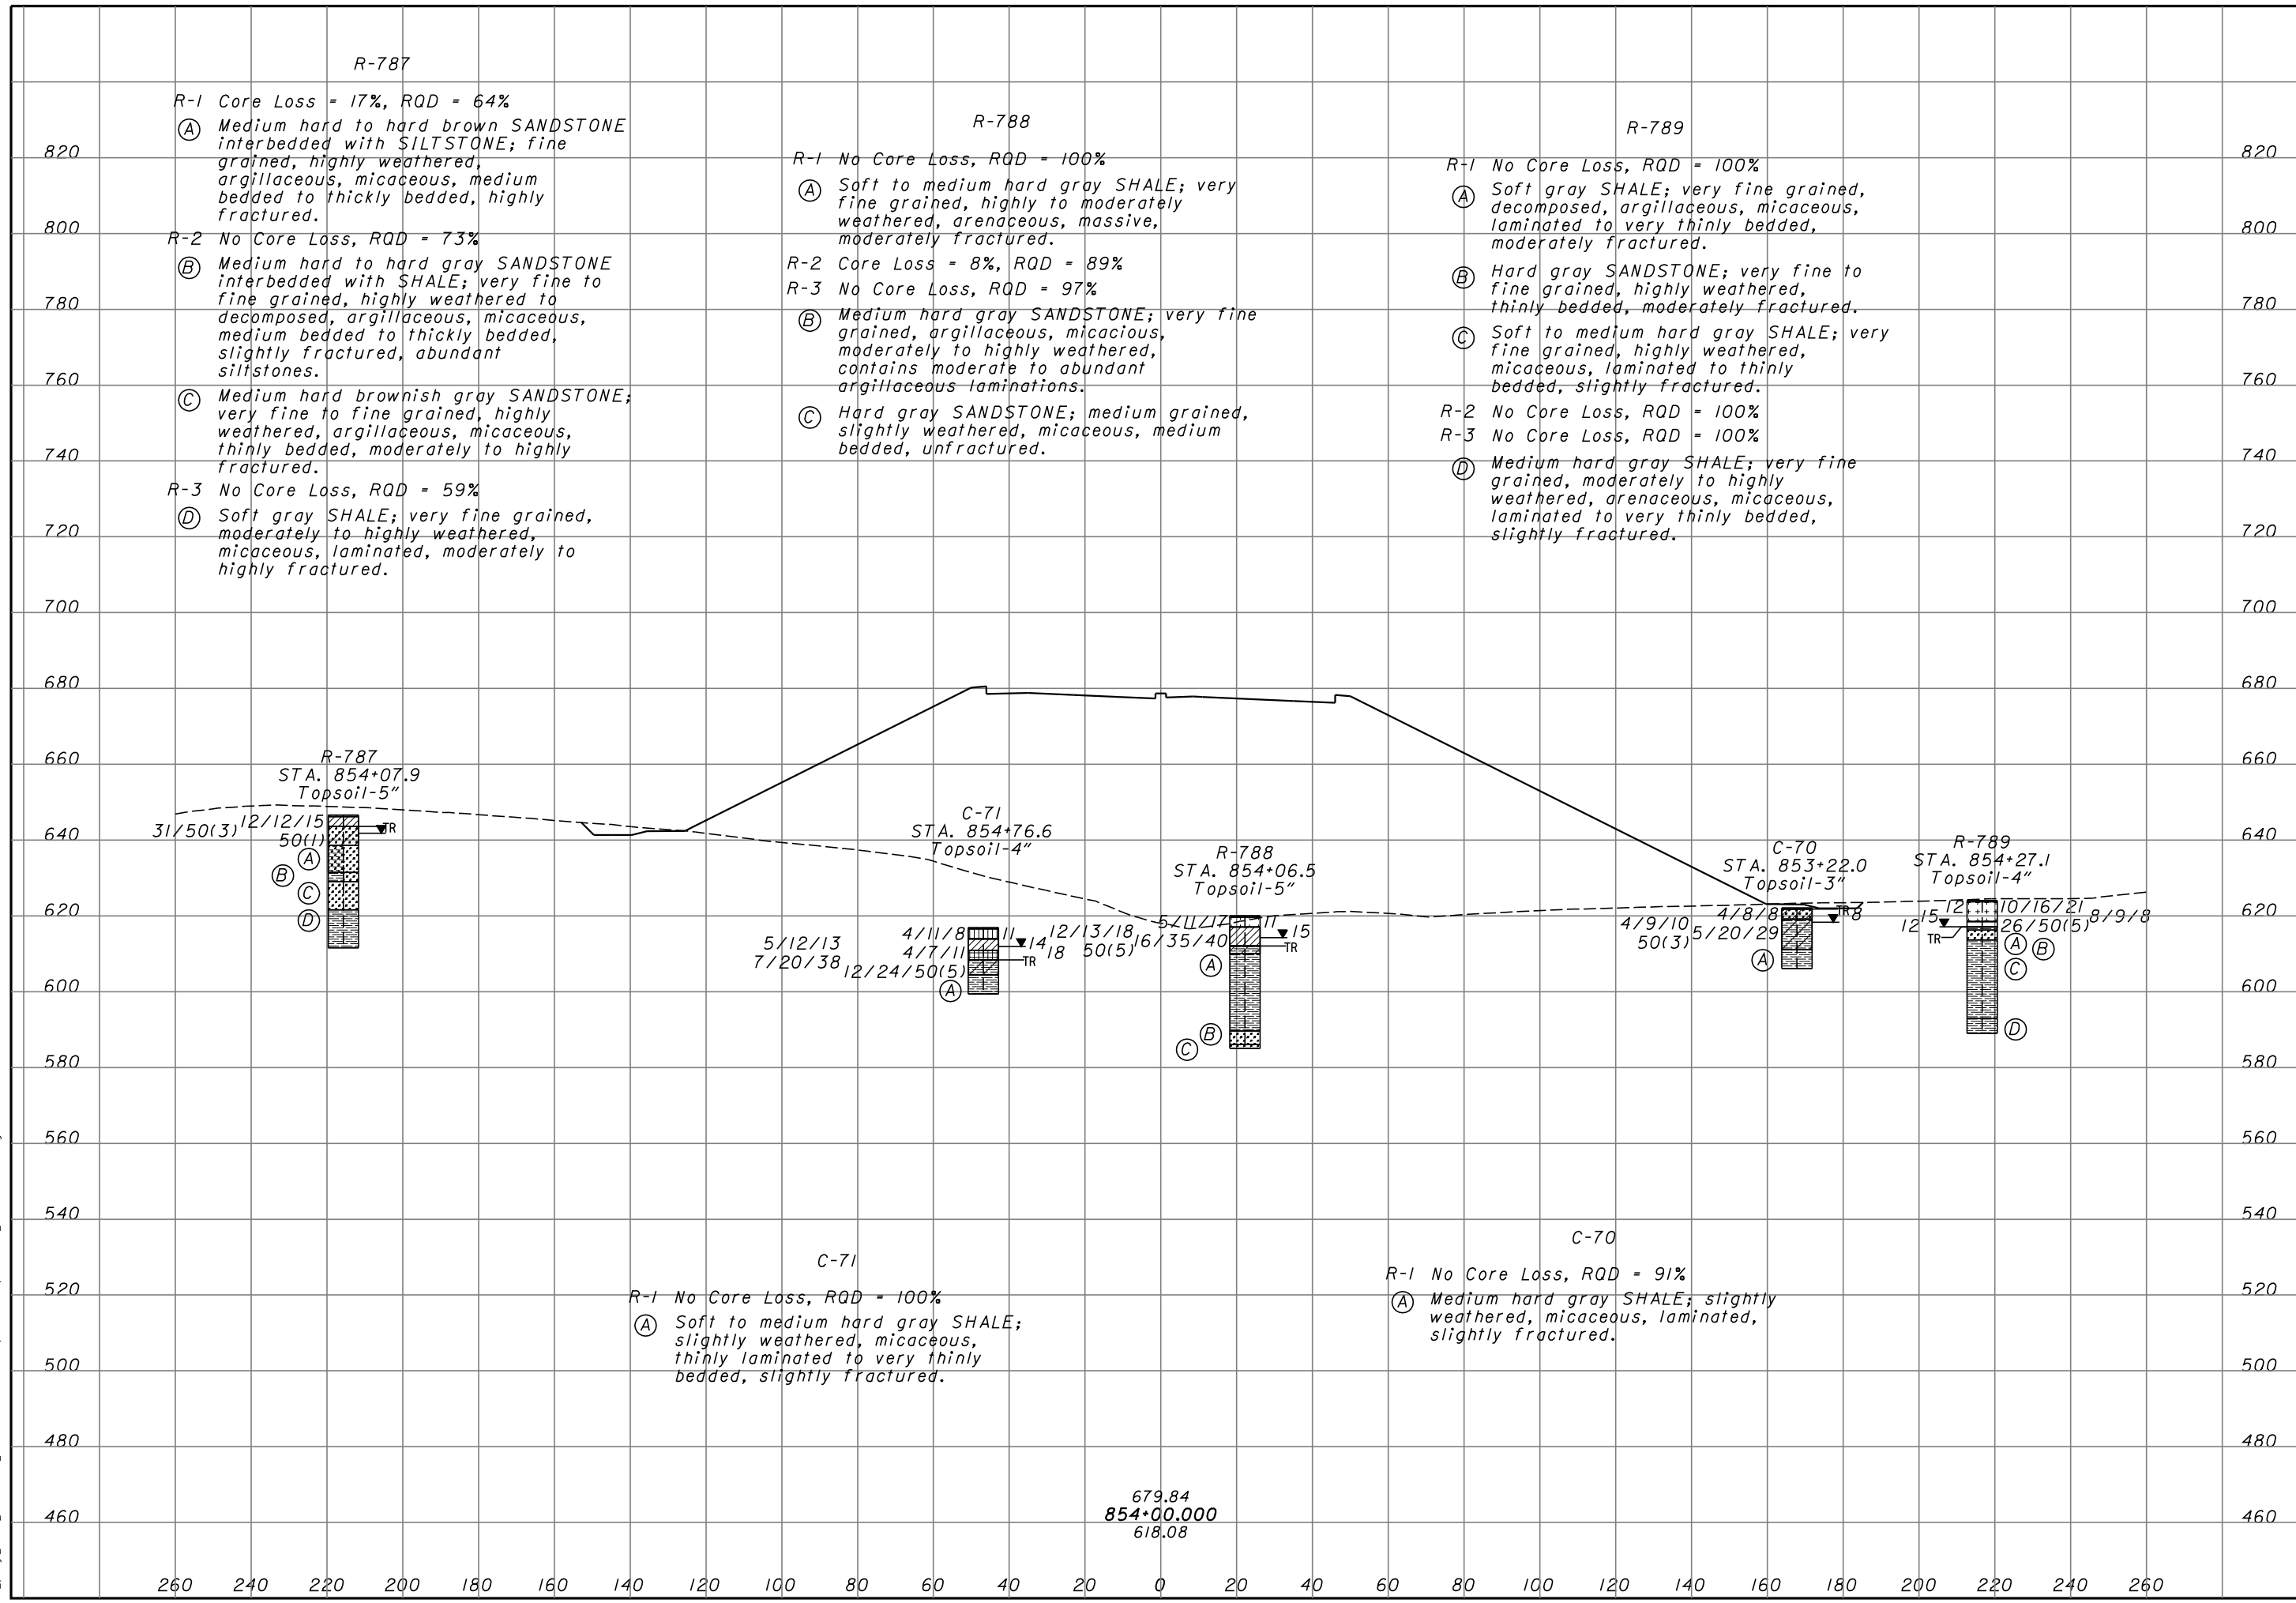 R-787
R-1 Core Loss = 17%, RQD = 64%
A Medium hard to hard brown SANDSTONE
interbedded with SILTSTONE; fine
grained, highly weathered,
argillaceous, micaceous, medium
bedded to thickly bedded, highly
fractured.
R-2 No Core Loss, RQD = 73%
B Medium hard to hard gray SANDSTONE
interbedded with SHALE; very fine to
fine grained, highly weathered to
decomposed, argillaceous, micaceous,
medium bedded to thickly bedded,
slightly fractured, abundant
siltstones.
C Medium hard brownish gray SANDSTONE;
very fine to fine grained, highly
weathered, argillaceous, micaceous,
thinly bedded, moderately to highly
fractured.
R-3 No Core Loss, RQD = 59%
D Soft gray SHALE; very fine grained,
moderately to highly weathered,
micaceous, laminated, moderately to
highly fractured.
R-788
R-1 No Core Loss, RQD = 100%
A Soft to medium hard gray SHALE; very
fine grained, highly to moderately
weathered, arenaceous, massive,
moderately fractured.
R-2 Core Loss = 8%, RQD = 89%
R-3 No Core Loss, RQD = 97%
B Medium hard gray SANDSTONE; very fine
grained, argillaceous, micacious,
moderately to highly weathered,
contains moderate to abundant
argillaceous laminations.
C Hard gray SANDSTONE; medium grained,
slightly weathered, micaceous, medium
bedded, unfractured.
R-789
R-1 No Core Loss, RQD = 100%
A Soft gray SHALE; very fine grained,
decomposed, argillaceous, micaceous,
laminated to very thinly bedded,
moderately fractured.
B Hard gray SANDSTONE; very fine to
fine grained, highly weathered,
thinly bedded, moderately fractured.
C Soft to medium hard gray SHALE; very
fine grained, highly weathered,
micaceous, laminated to thinly
bedded, slightly fractured.
R-2 No Core Loss, RQD = 100%
R-3 No Core Loss, RQD = 100%
D Medium hard gray SHALE; very fine
grained, moderately to highly
weathered, arenaceous, micaceous,
laminated to very thinly bedded,
slightly fractured.
820 820
800 800
780 780
760 760
740 740
720 720
700 700
680 680
660 660
640 640
620 620
600 600
580 580
560 560
540 540
520 520
500 500
480 480
460 460
R-787
STA. 854+07.9
Topsoil-5"
12/12/15
31/50(3)
50(1)
TR
A
B
C
D
C-71
STA. 854+76.6
Topsoil-4"
4/11/8 11
5/12/13 14
4/7/11 18
7/20/38 TR
12/24/50(5)
A
R-788
STA. 854+06.5
Topsoil-5"
5/11/17 11
12/13/18 15
16/35/40
50(5) TR
A
B
C
C-70
STA. 853+22.0
Topsoil-3"
4/8/8 TR 8
4/9/10
5/20/29
50(3)
A
R-789
STA. 854+27.1
Topsoil-4"
12 10/16/21
15 8/9/8
12 26/50(5)
TR
A B
C
D
C-71
R-1 No Core Loss, RQD = 100%
A Soft to medium hard gray SHALE;
slightly weathered, micaceous,
thinly laminated to very thinly
bedded, slightly fractured.
C-70
R-1 No Core Loss, RQD = 91%
A Medium hard gray SHALE; slightly
weathered, micaceous, laminated,
slightly fractured.
679.84
854+00.000
618.08
260 240 220 200 180 160 140 120 100 80 60 40 20 0 20 40 60 80 100 120 140 160 180 200 220 240 260